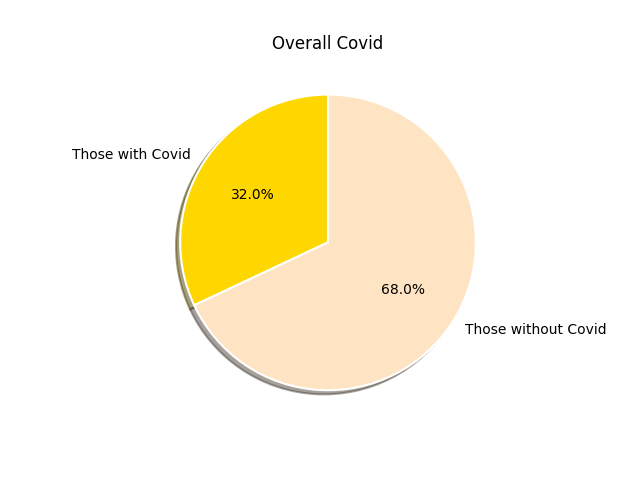 Overall Covid
Those with Covid
32.0%
68.0%
Those without Covid